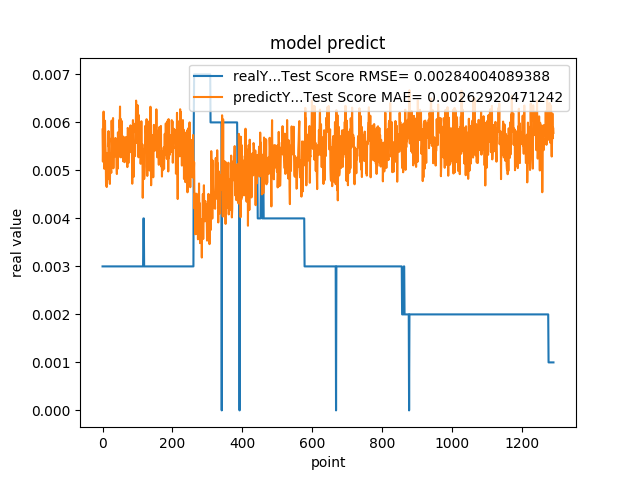 model predict
realY...Test Score RMSE= 0.00284004089388
predictY...Test Score MAE= 0.00262920471242
0.007
0.006
0.005
0.004
0.003
0.002
0.001
0.000
real value
0 200 400 600 800 1000 1200
point